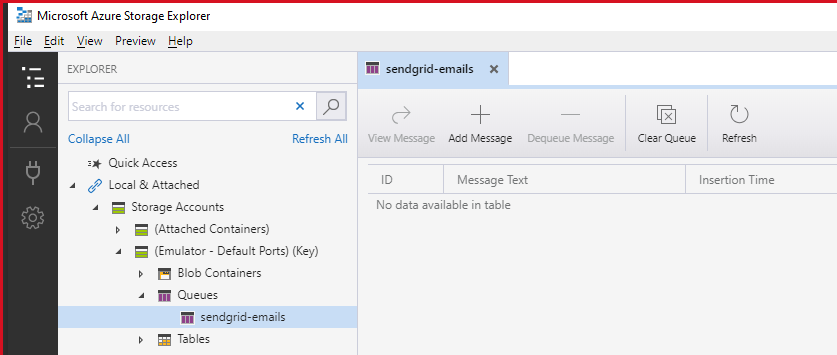 Microsoft Azure Storage Explorer
File Edit View Preview Help
EXPLORER
Search for resources
Collapse All Refresh All
Quick Access
Local & Attached
Storage Accounts
(Attached Containers)
(Emulator - Default Ports) (Key)
Blob Containers
Queues
sendgrid-emails
Tables
sendgrid-emails
View Message Add Message Dequeue Message Clear Queue Refresh
ID Message Text Insertion Time
No data available in table